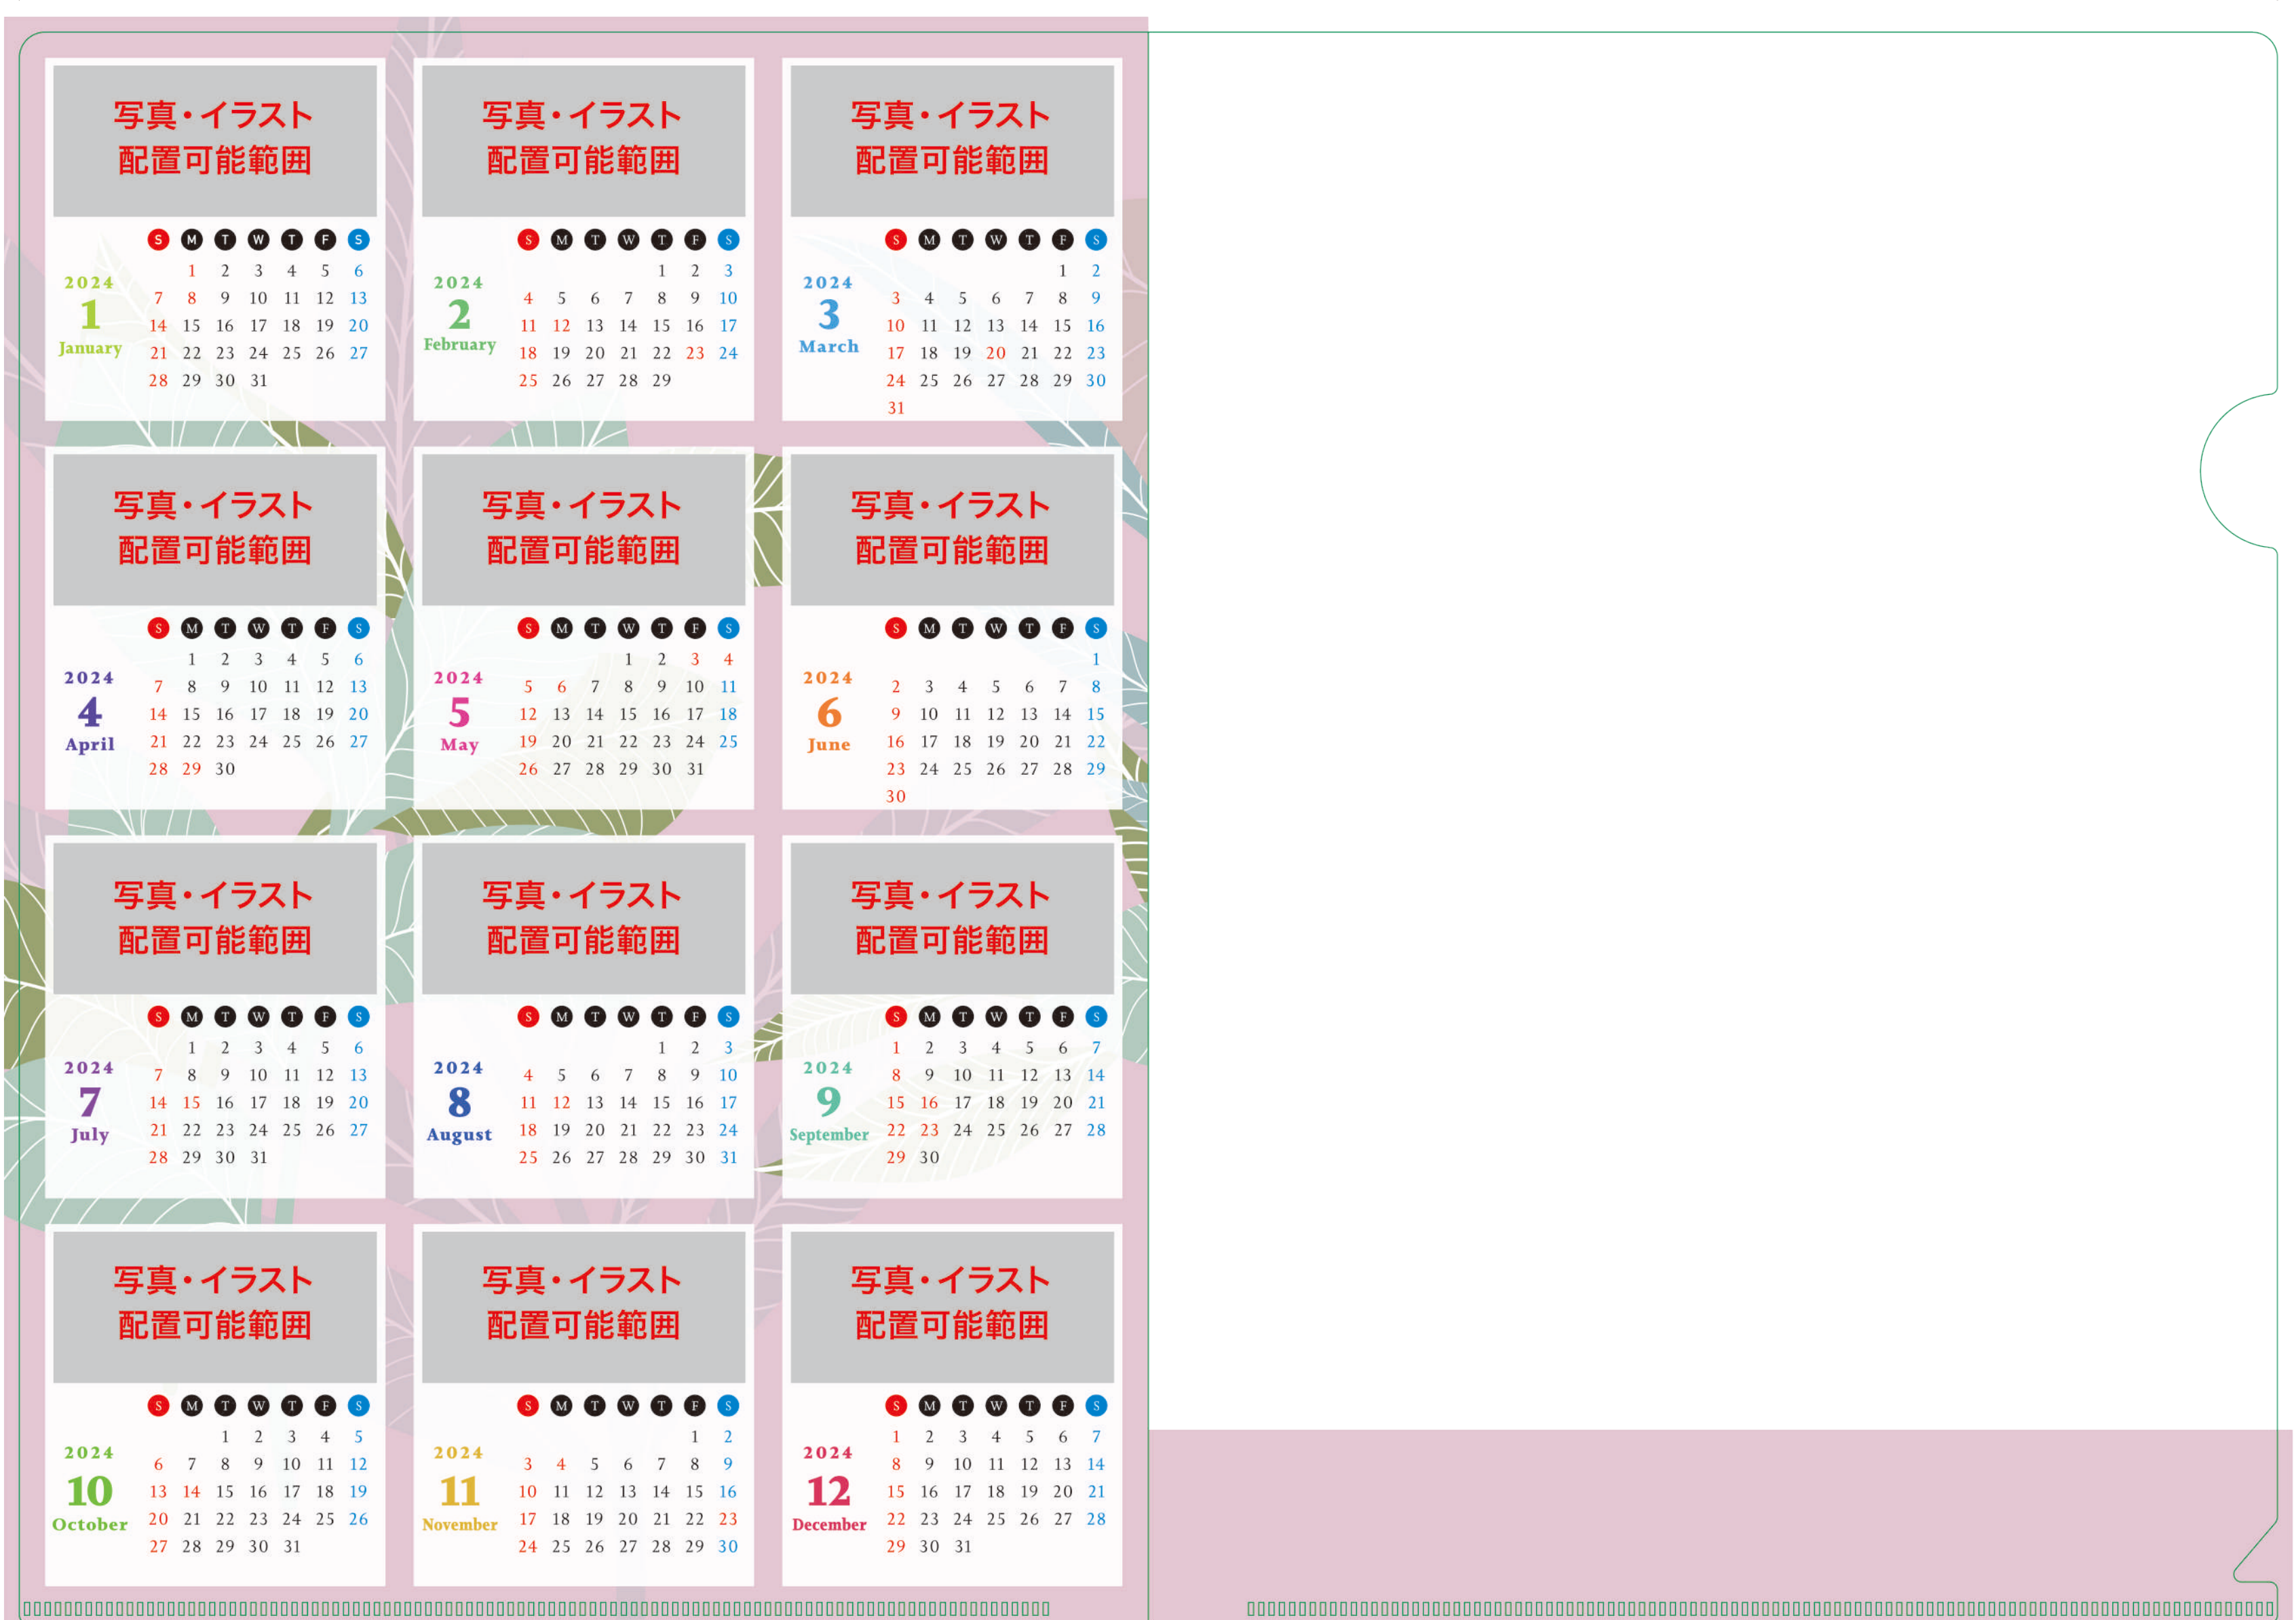 写真・イラスト
配置可能範囲
S M T W T F S
1 2 3 4 5 6
7 8 9 10 11 12 13
14 15 16 17 18 19 20
21 22 23 24 25 26 27
28 29 30 31
2024
1
January
写真・イラスト
配置可能範囲
S M T W T F S
1 2 3
4 5 6 7 8 9 10
11 12 13 14 15 16 17
18 19 20 21 22 23 24
25 26 27 28 29
2024
2
February
写真・イラスト
配置可能範囲
S M T W T F S
1 2
3 4 5 6 7 8 9
10 11 12 13 14 15 16
17 18 19 20 21 22 23
24 25 26 27 28 29 30
31
2024
3
March
写真・イラスト
配置可能範囲
S M T W T F S
1 2 3 4 5 6
7 8 9 10 11 12 13
14 15 16 17 18 19 20
21 22 23 24 25 26 27
28 29 30
2024
4
April
写真・イラスト
配置可能範囲
S M T W T F S
1 2 3 4
5 6 7 8 9 10 11
12 13 14 15 16 17 18
19 20 21 22 23 24 25
26 27 28 29 30 31
2024
5
May
写真・イラスト
配置可能範囲
S M T W T F S
1
2 3 4 5 6 7 8
9 10 11 12 13 14 15
16 17 18 19 20 21 22
23 24 25 26 27 28 29
30
2024
6
June
写真・イラスト
配置可能範囲
S M T W T F S
1 2 3 4 5 6
7 8 9 10 11 12 13
14 15 16 17 18 19 20
21 22 23 24 25 26 27
28 29 30 31
2024
7
July
写真・イラスト
配置可能範囲
S M T W T F S
1 2 3
4 5 6 7 8 9 10
11 12 13 14 15 16 17
18 19 20 21 22 23 24
25 26 27 28 29 30 31
2024
8
August
写真・イラスト
配置可能範囲
S M T W T F S
1 2 3 4 5 6 7
8 9 10 11 12 13 14
15 16 17 18 19 20 21
22 23 24 25 26 27 28
29 30
2024
9
September
写真・イラスト
配置可能範囲
S M T W T F S
1 2 3 4 5
6 7 8 9 10 11 12
13 14 15 16 17 18 19
20 21 22 23 24 25 26
27 28 29 30 31
2024
10
October
写真・イラスト
配置可能範囲
S M T W T F S
1 2
3 4 5 6 7 8 9
10 11 12 13 14 15 16
17 18 19 20 21 22 23
24 25 26 27 28 29 30
2024
11
November
写真・イラスト
配置可能範囲
S M T W T F S
1 2 3 4 5 6 7
8 9 10 11 12 13 14
15 16 17 18 19 20 21
22 23 24 25 26 27 28
29 30 31
2024
12
December